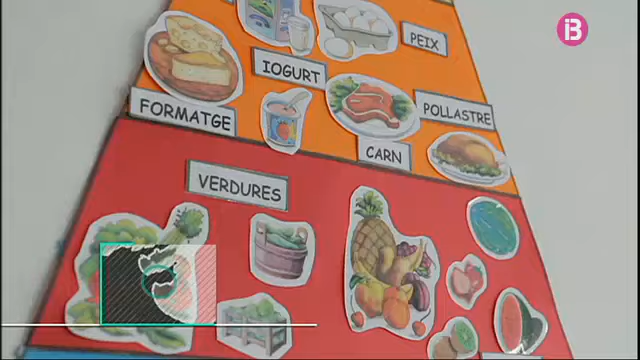 PEIX
IOGURT
FORMATGE
POLLASTRE
CARN
VERDURES